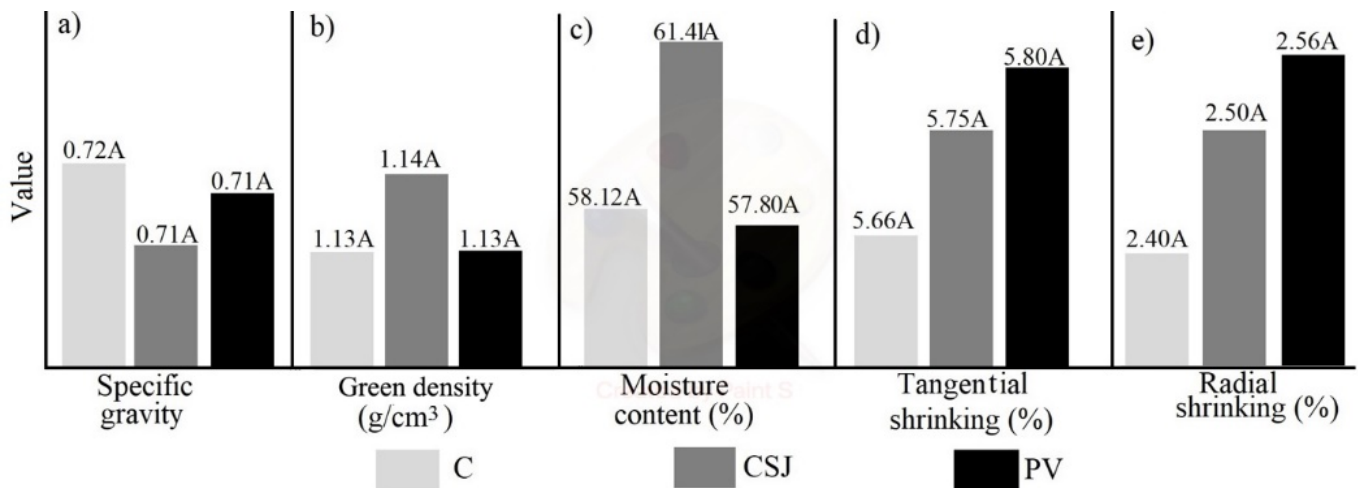 a)
0.72A
0.71A
0.71A
b)
1.13A
1.14A
1.13A
c)
58.12A
61.41A
57.80A
d)
5.66A
5.75A
5.80A
e)
2.40A
2.50A
2.56A
Value
Specific
gravity
Green density
(g/cm³)
Moisture
content (%)
Tangential
shrinking (%)
Radial
shrinking (%)
C
CSJ
PV